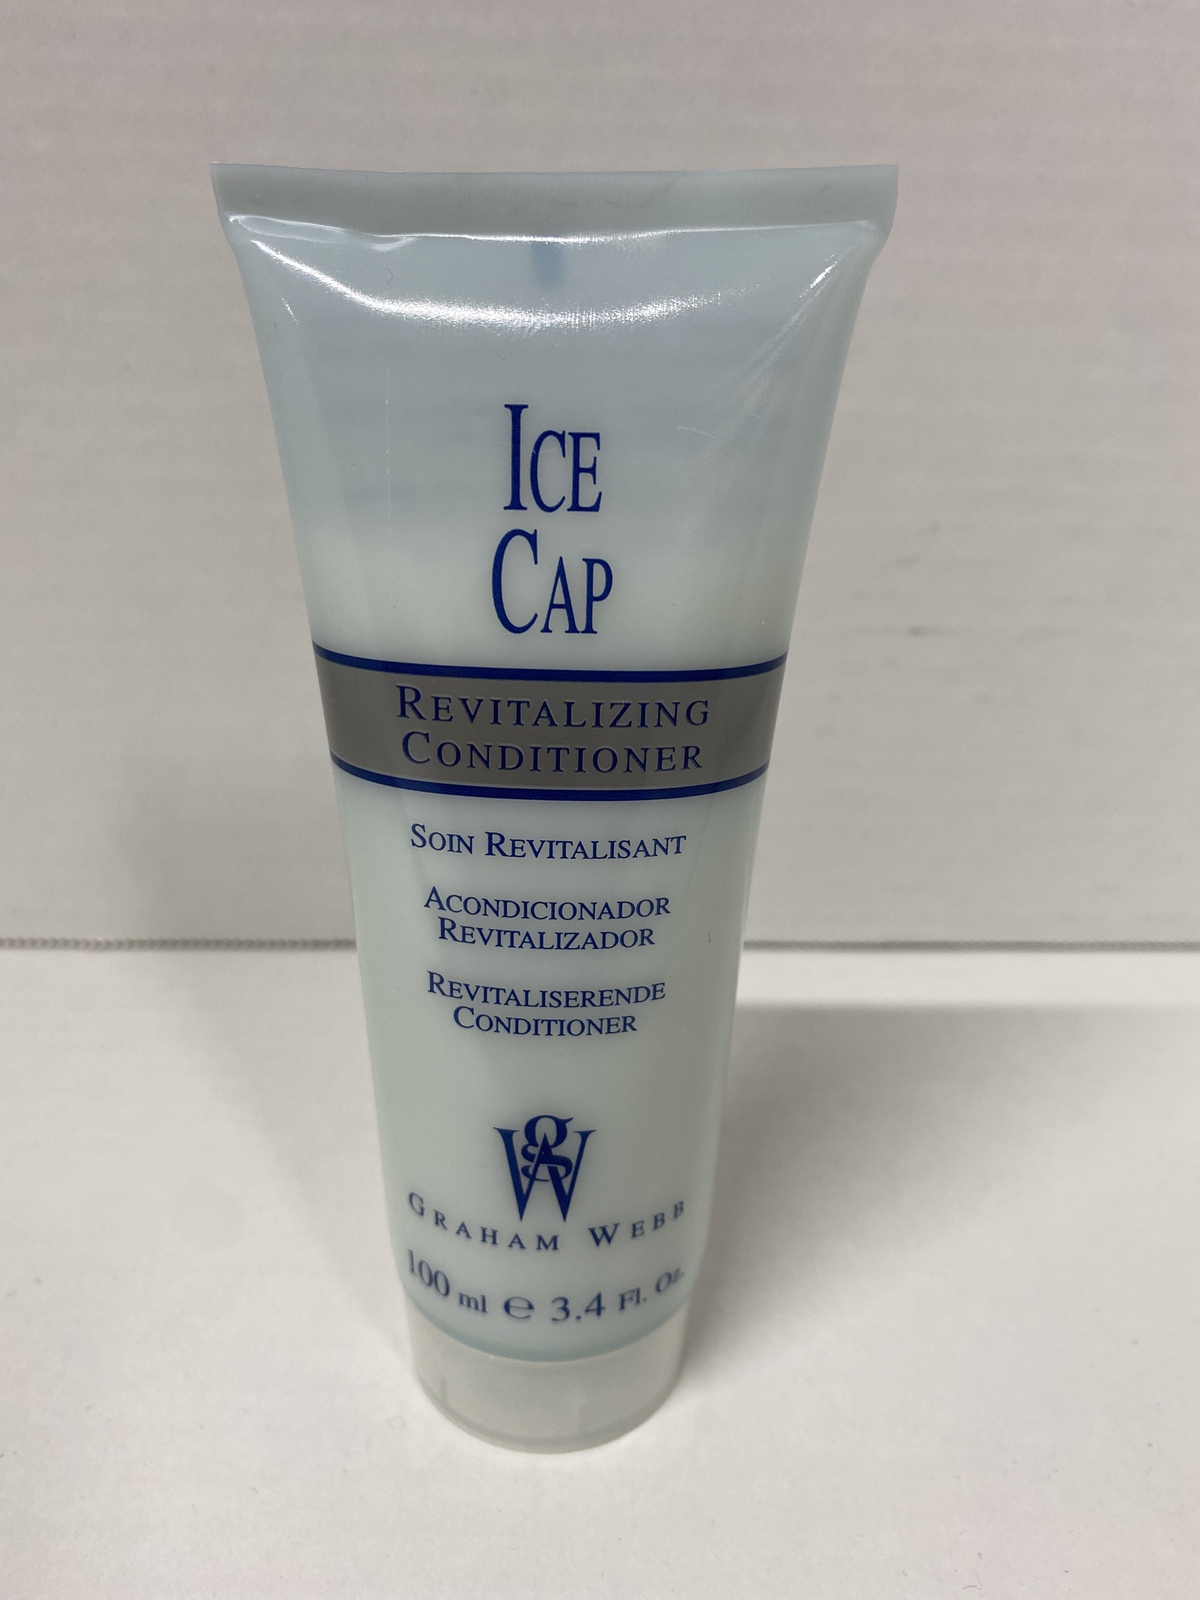 ICE
CAP
REVITALIZING
CONDITIONER
SOIN REVITALISANT
ACONDICIONADOR
REVITALIZADOR
REVITALISERENDE
CONDITIONER
gW
GRAHAM WEBB
100 ml ℮ 3.4 Fl. Oz.